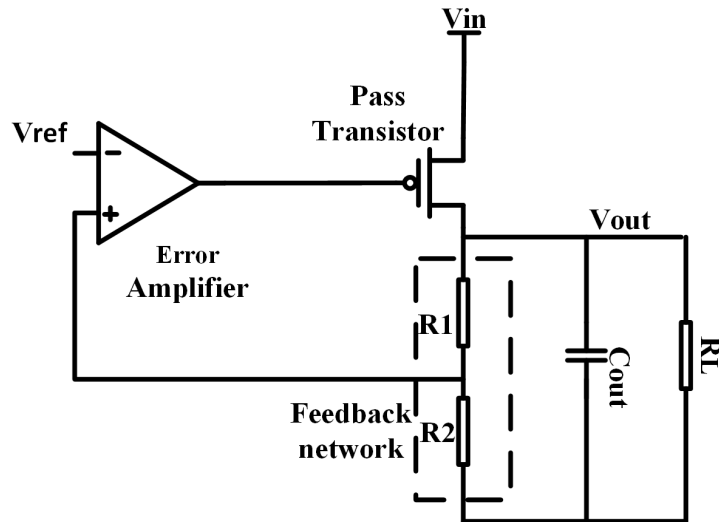 Vin
Pass
Transistor
Vref
-
+
Vout
Error
Amplifier
R1
RL
Cout
Feedback
network
R2